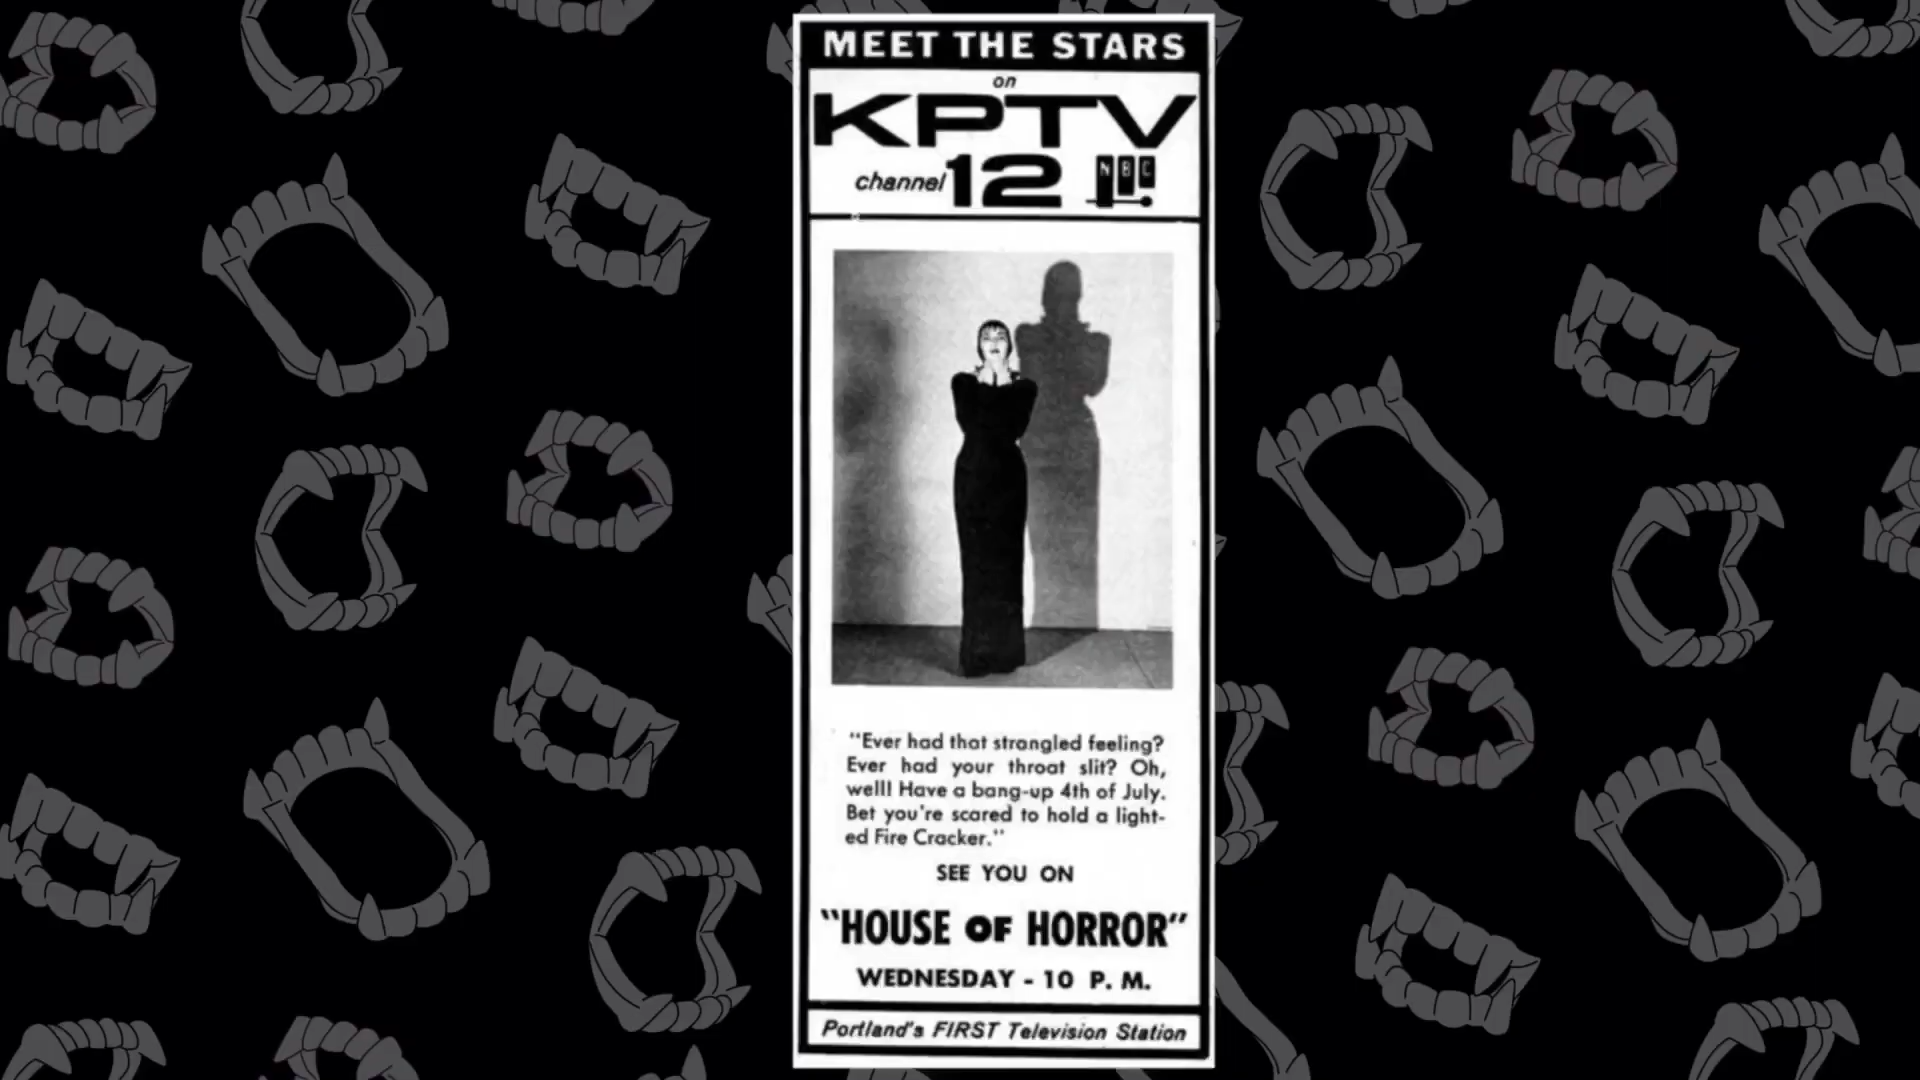 MEET THE STARS
on
KPTV
channel 12 NBC
"Ever had that strangled feeling?
Ever had your throat slit? Oh,
well! Have a bang-up 4th of July.
Bet you're scared to hold a light-
ed Fire Cracker."
SEE YOU ON
"HOUSE OF HORROR"
WEDNESDAY - 10 P. M.
Portland's FIRST Television Station